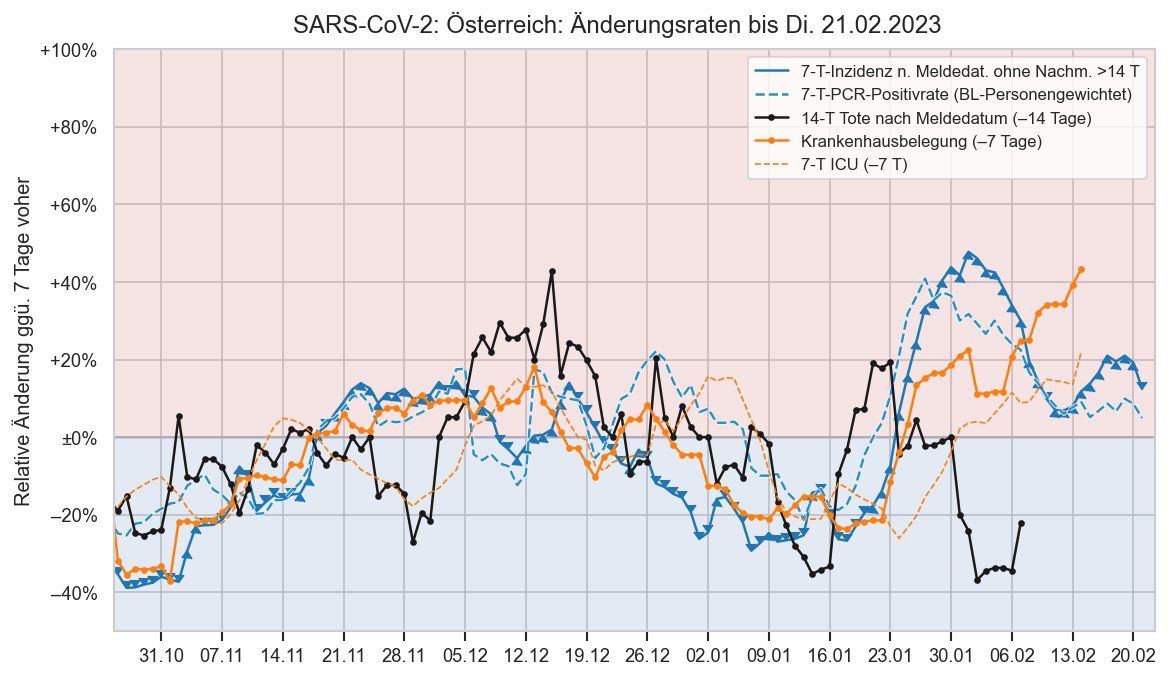 SARS-CoV-2: Österreich: Änderungsraten bis Di. 21.02.2023
+100%
+80%
+60%
+40%
+20%
±0%
−20%
−40%
Relative Änderung ggü. 7 Tage voher
7-T-Inzidenz n. Meldedat. ohne Nachm. >14 T
7-T-PCR-Positivrate (BL-Personengewichtet)
14-T Tote nach Meldedatum (−14 Tage)
Krankenhausbelegung (−7 Tage)
7-T ICU (−7 T)
31.10 07.11 14.11 21.11 28.11 05.12 12.12 19.12 26.12 02.01 09.01 16.01 23.01 30.01 06.02 13.02 20.02